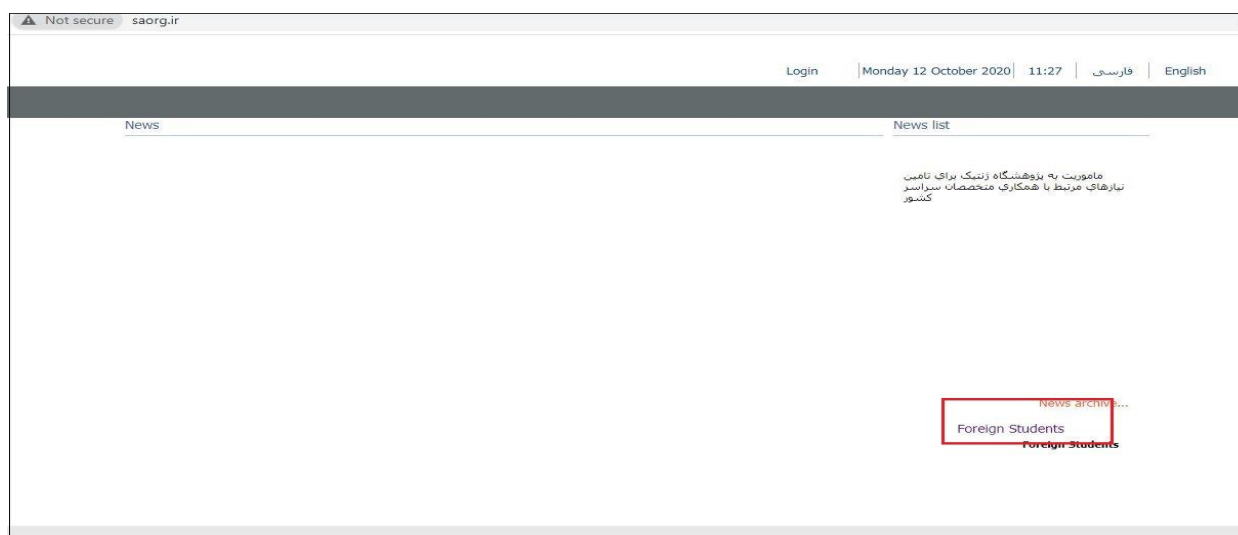 Not secure saorg.ir
Login Monday 12 October 2020 11:27 فارسی English
News
News list
ماموریت به پژوهشگاه ژنتیک برای تامین
نیازهای مرتبط با همکاری متخصصان سراسر
کشور
News archive...
Foreign Students
Foreign Students